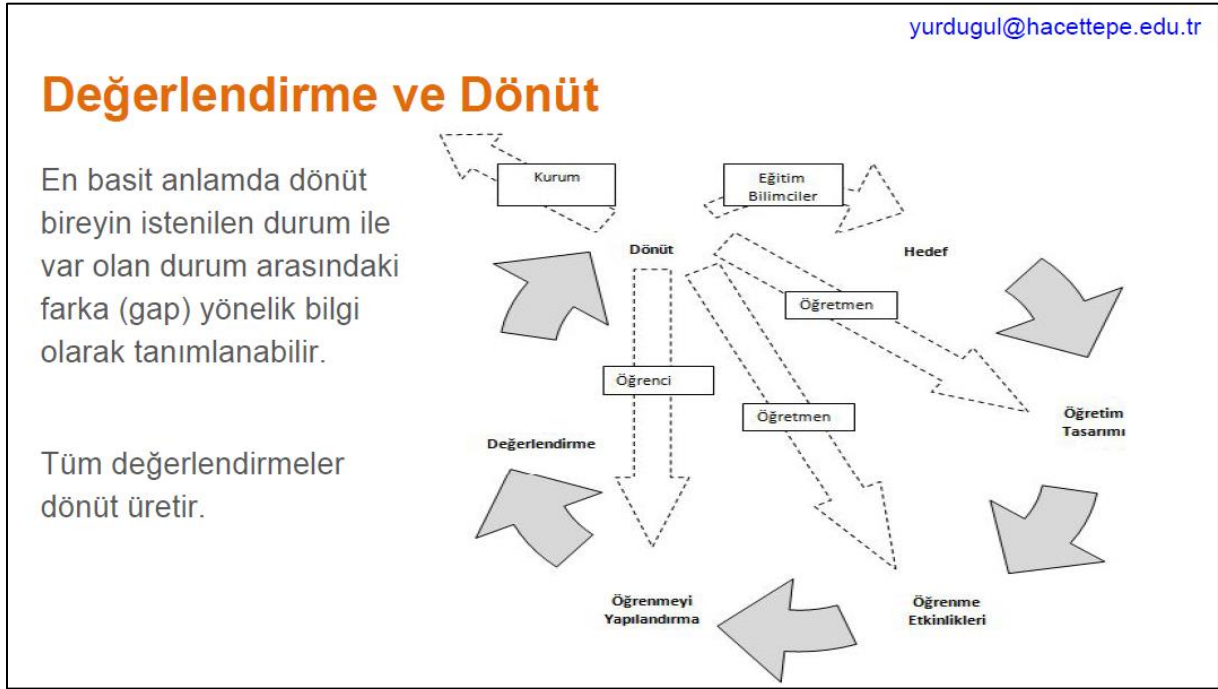 yurdugul@hacettepe.edu.tr
Değerlendirme ve Dönüt
En basit anlamda dönüt
bireyin istenilen durum ile
var olan durum arasındaki
farka (gap) yönelik bilgi
olarak tanımlanabilir.
Tüm değerlendirmeler
dönüt üretir.
Kurum
Eğitim
Bilimciler
Dönüt
Hedef
Öğretmen
Öğrenci
Öğretmen
Öğretim
Tasarımı
Değerlendirme
Öğrenmeyi
Yapılandırma
Öğrenme
Etkinlikleri